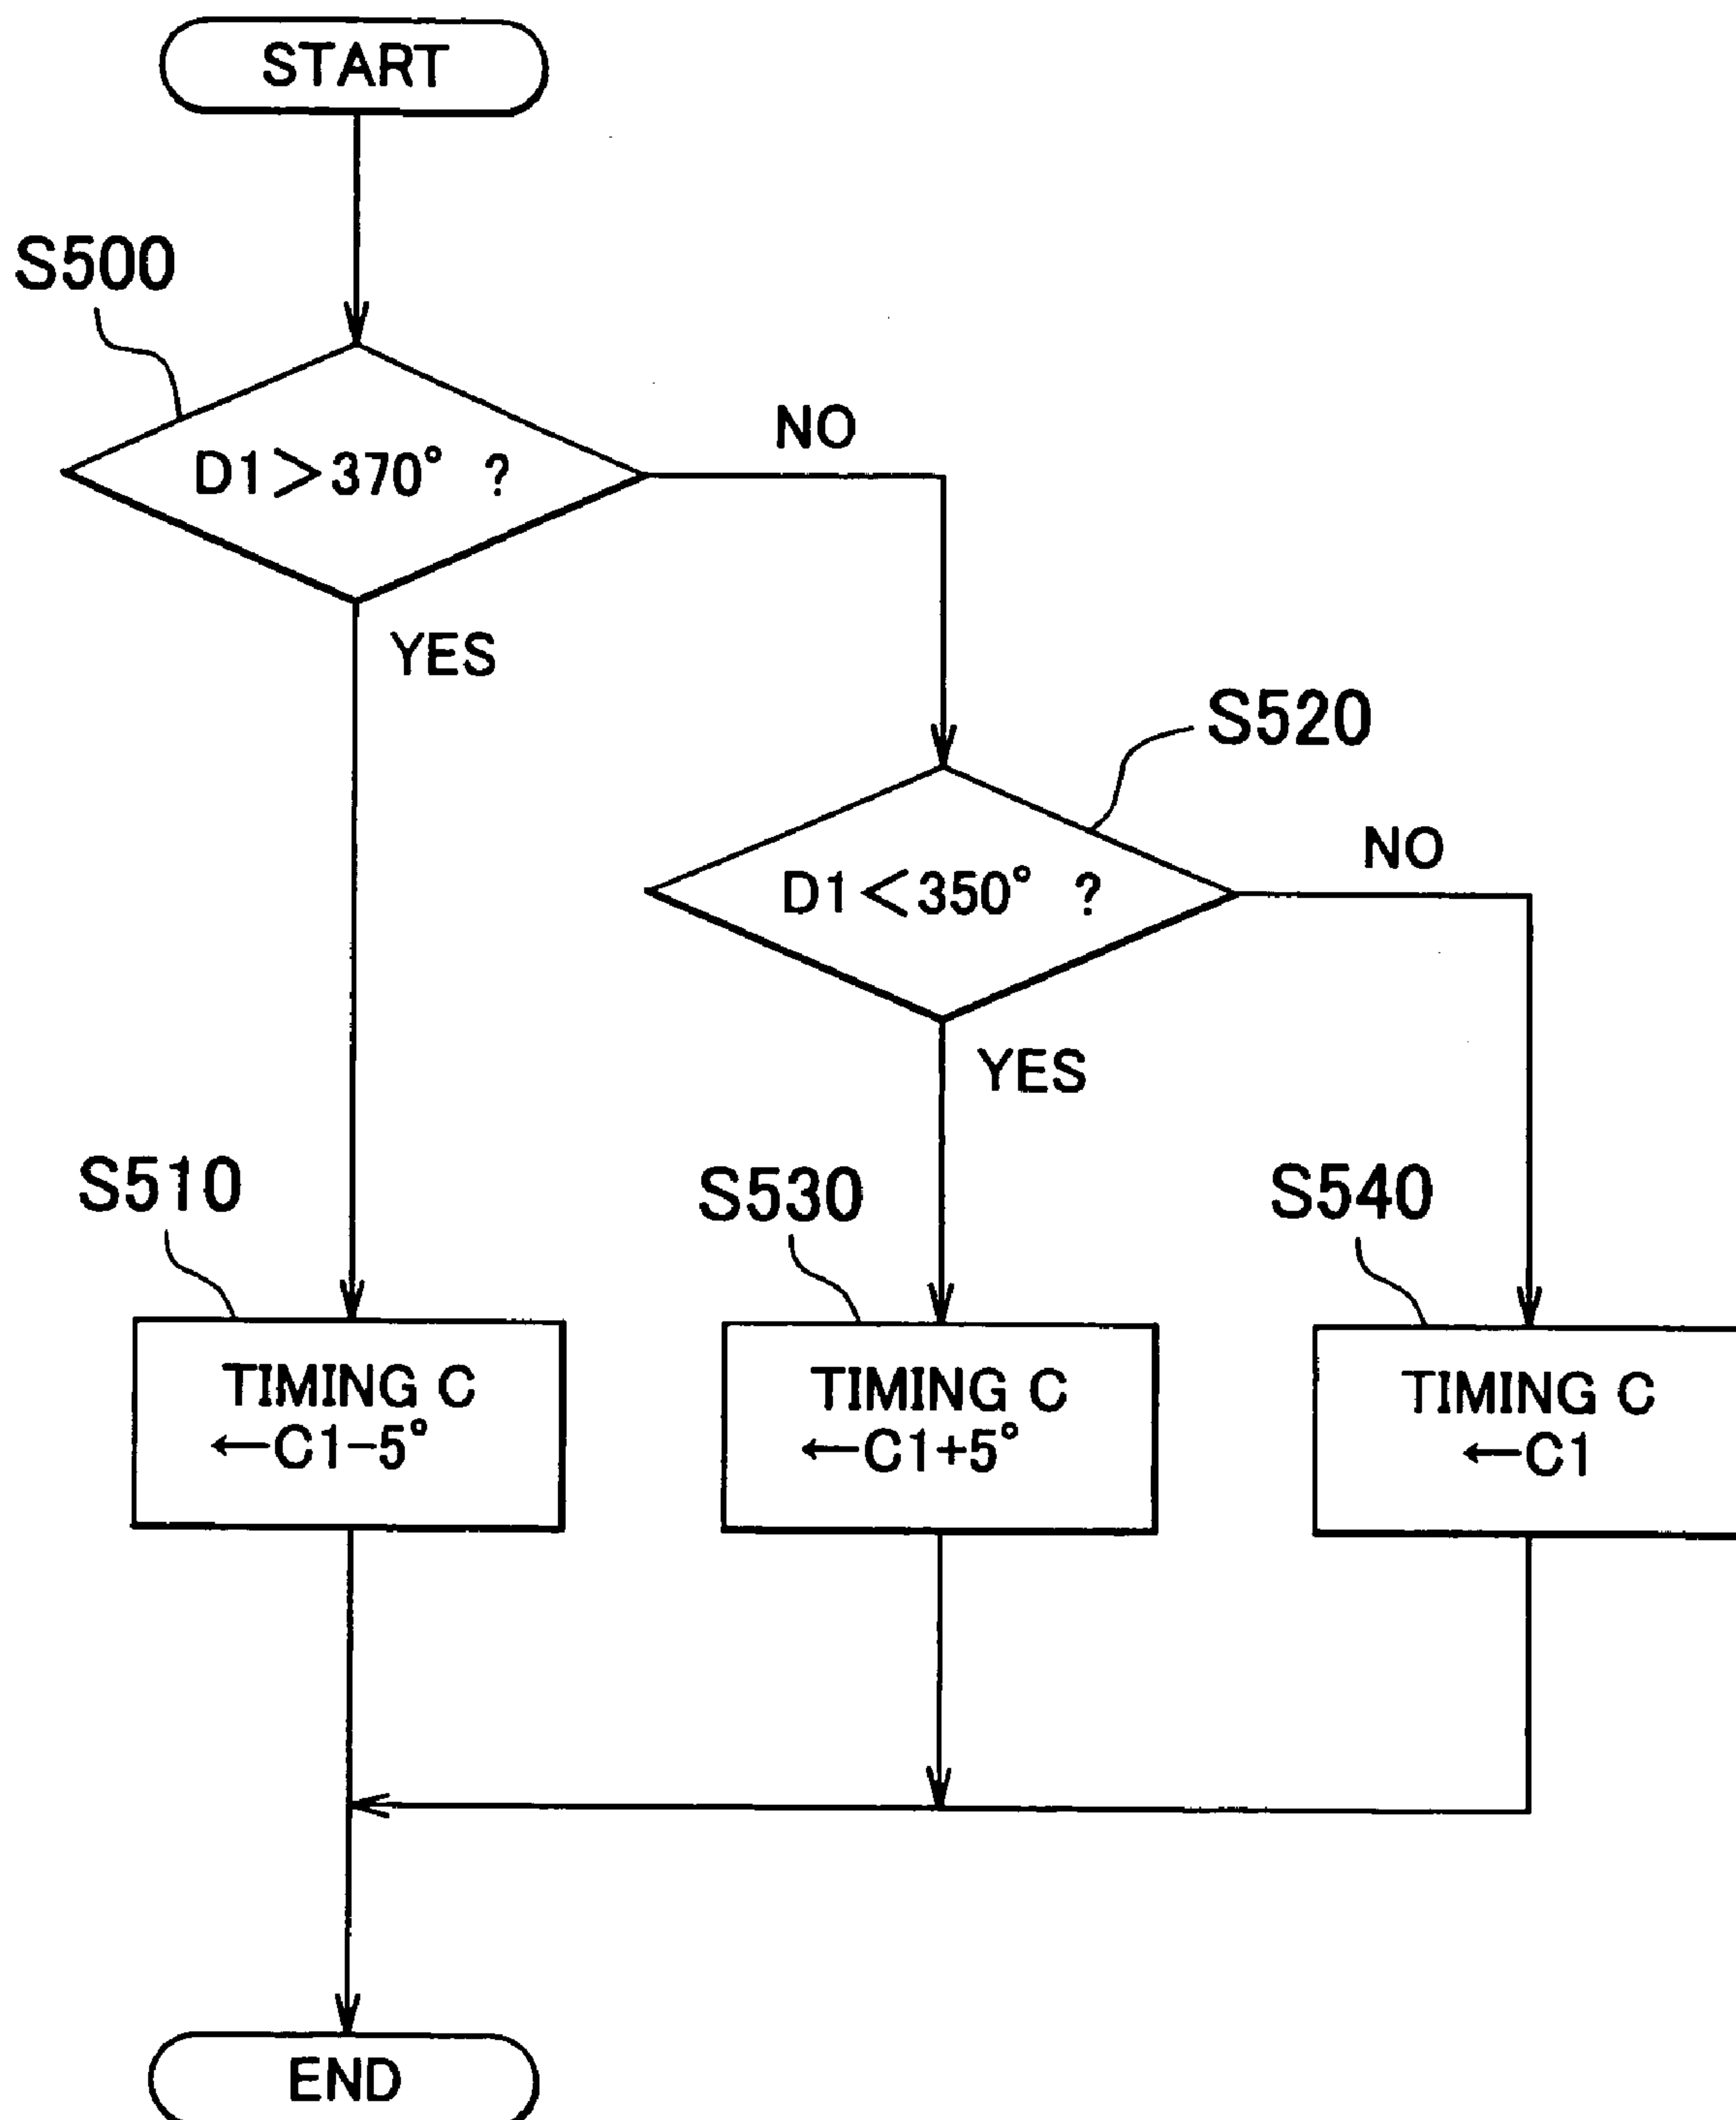 START
S500
D1＞370° ?
NO
YES
S520
D1＜350° ?
NO
YES
S510
TIMING C
←C1−5°
S530
TIMING C
←C1+5°
S540
TIMING C
←C1
END